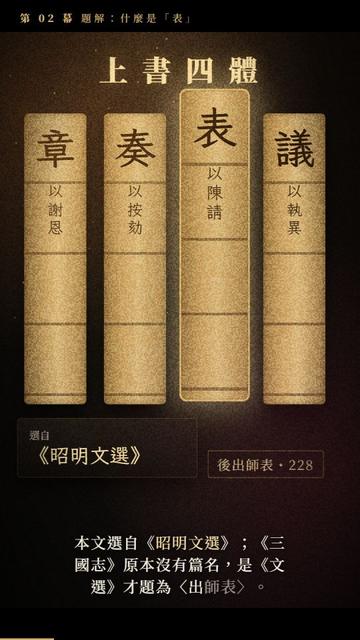 第 02 幕 題解：什麼是「表」
上書四體
章
以謝恩
奏
以按劾
表
以陳請
議
以執異
選自
《昭明文選》
後出師表・228
本文選自《昭明文選》；《三
國志》原本沒有篇名，是《文
選》才題為〈出師表〉。